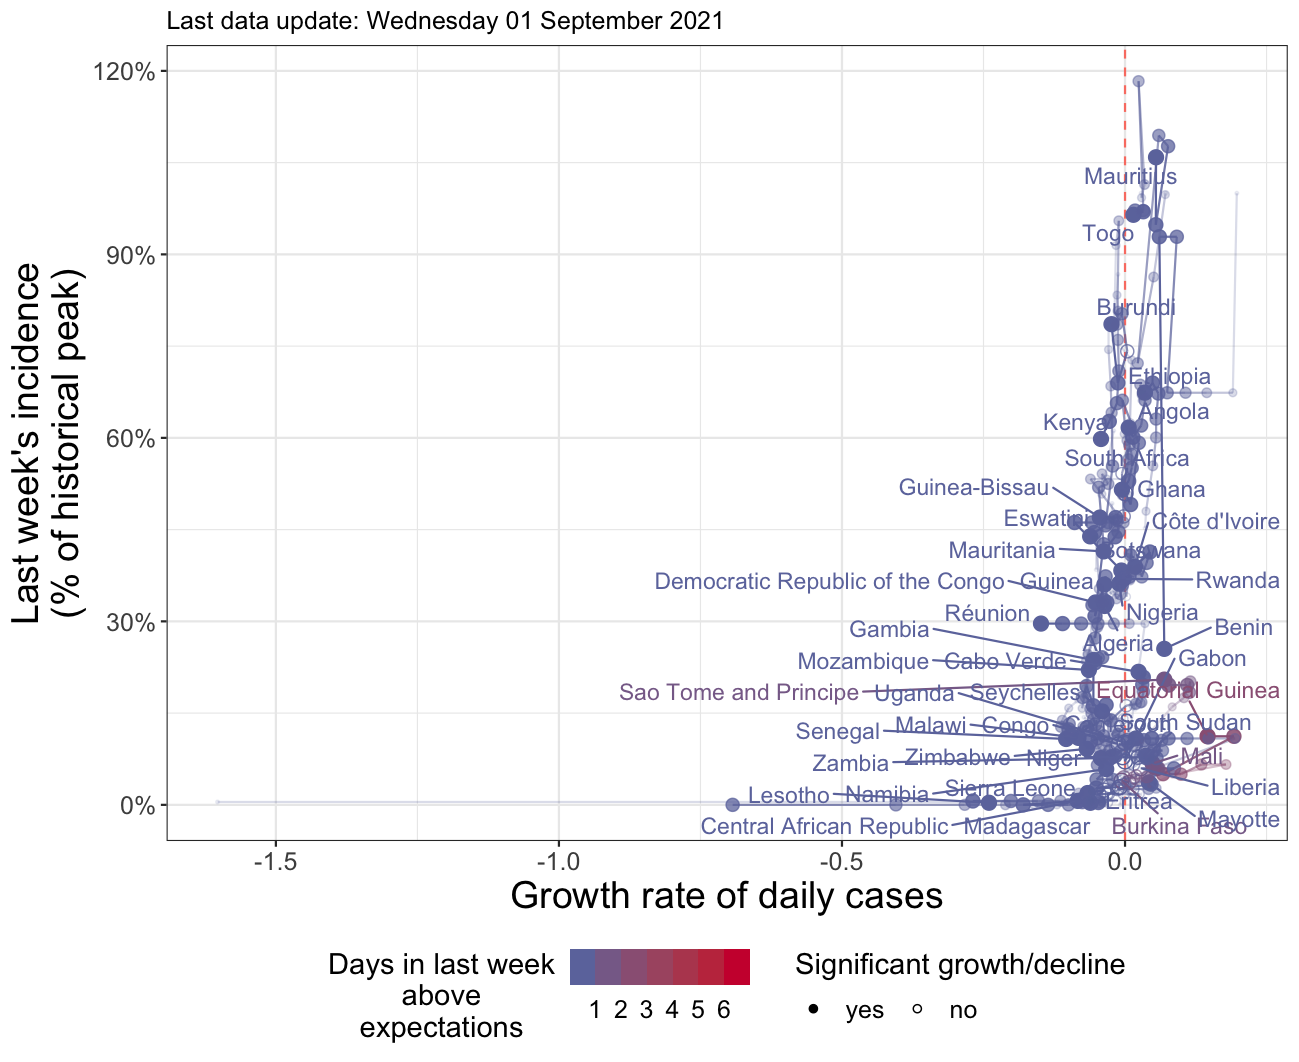 Last data update: Wednesday 01 September 2021
120%
90%
60%
30%
0%
Last week's incidence
(% of historical peak)
Mauritius
Togo
Burundi
Ethiopia
Angola
Kenya
South Africa
Guinea-Bissau
Ghana
Eswatini
Côte d'Ivoire
Mauritania
Botswana
Democratic Republic of the Congo
Guinea
Rwanda
Réunion
Nigeria
Gambia
Algeria
Benin
Mozambique
Cabo Verde
Gabon
Sao Tome and Principe
Uganda
Seychelles
Equatorial Guinea
Senegal
Malawi
Congo
South Sudan
Zambia
Zimbabwe
Niger
Mali
Lesotho
Namibia
Sierra Leone
Liberia
Eritrea
Central African Republic
Madagascar
Burkina Faso
Mayotte
-1.5
-1.0
-0.5
0.0
Growth rate of daily cases
Days in last week
above
expectations
1 2 3 4 5 6
Significant growth/decline
yes
no